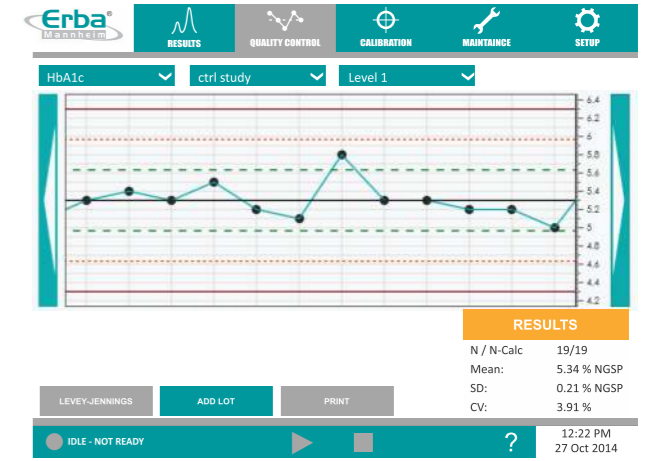 Erba®
Mannheim
RESULTS
QUALITY CONTROL
CALIBRATION
MAINTAINCE
SETUP
HbA1c
ctrl study
Level 1
6.4
6.2
6
5.8
5.6
5.4
5.2
5
4.8
4.6
4.4
4.2
RESULTS
N / N-Calc 19/19
Mean: 5.34 % NGSP
SD: 0.21 % NGSP
CV: 3.91 %
LEVEY-JENNINGS
ADD LOT
PRINT
IDLE - NOT READY
?
12:22 PM
27 Oct 2014